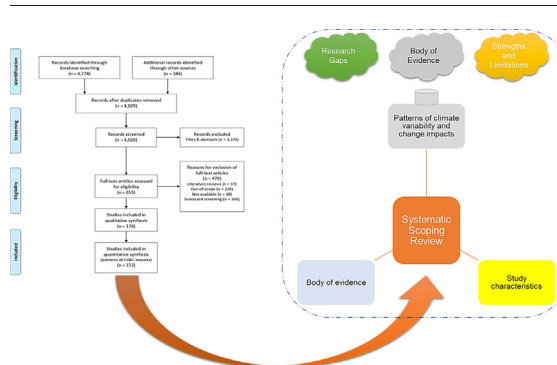 Identification
Records identified through
database searching
(n = 4,778)
Additional records identified
through other sources
(n = 384)
Records after duplicates removed
(n = 4,029)
Screening
Records screened
(n = 4,029)
Records excluded
Titles & abstracts (n = 3,374)
Eligibility
Full-text articles assessed
for eligibility
(n = 655)
Reasons for exclusion of
full-text articles
(n = 479)
Literature reviews (n = 37)
Out-of-scope (n = 228)
Not available (n = 48)
Scorecard screening (n = 166)
Studies included in
qualitative synthesis
(n = 176)
Included
Studies included in
quantitative synthesis
(patterns of CV&C impacts)
(n = 153)
Research
Gaps
Body of
Evidence
Strengths and
Limitations
Patterns of climate
variability and
change impacts
Systematic
Scoping
Review
Body of evidence
Study
characteristics